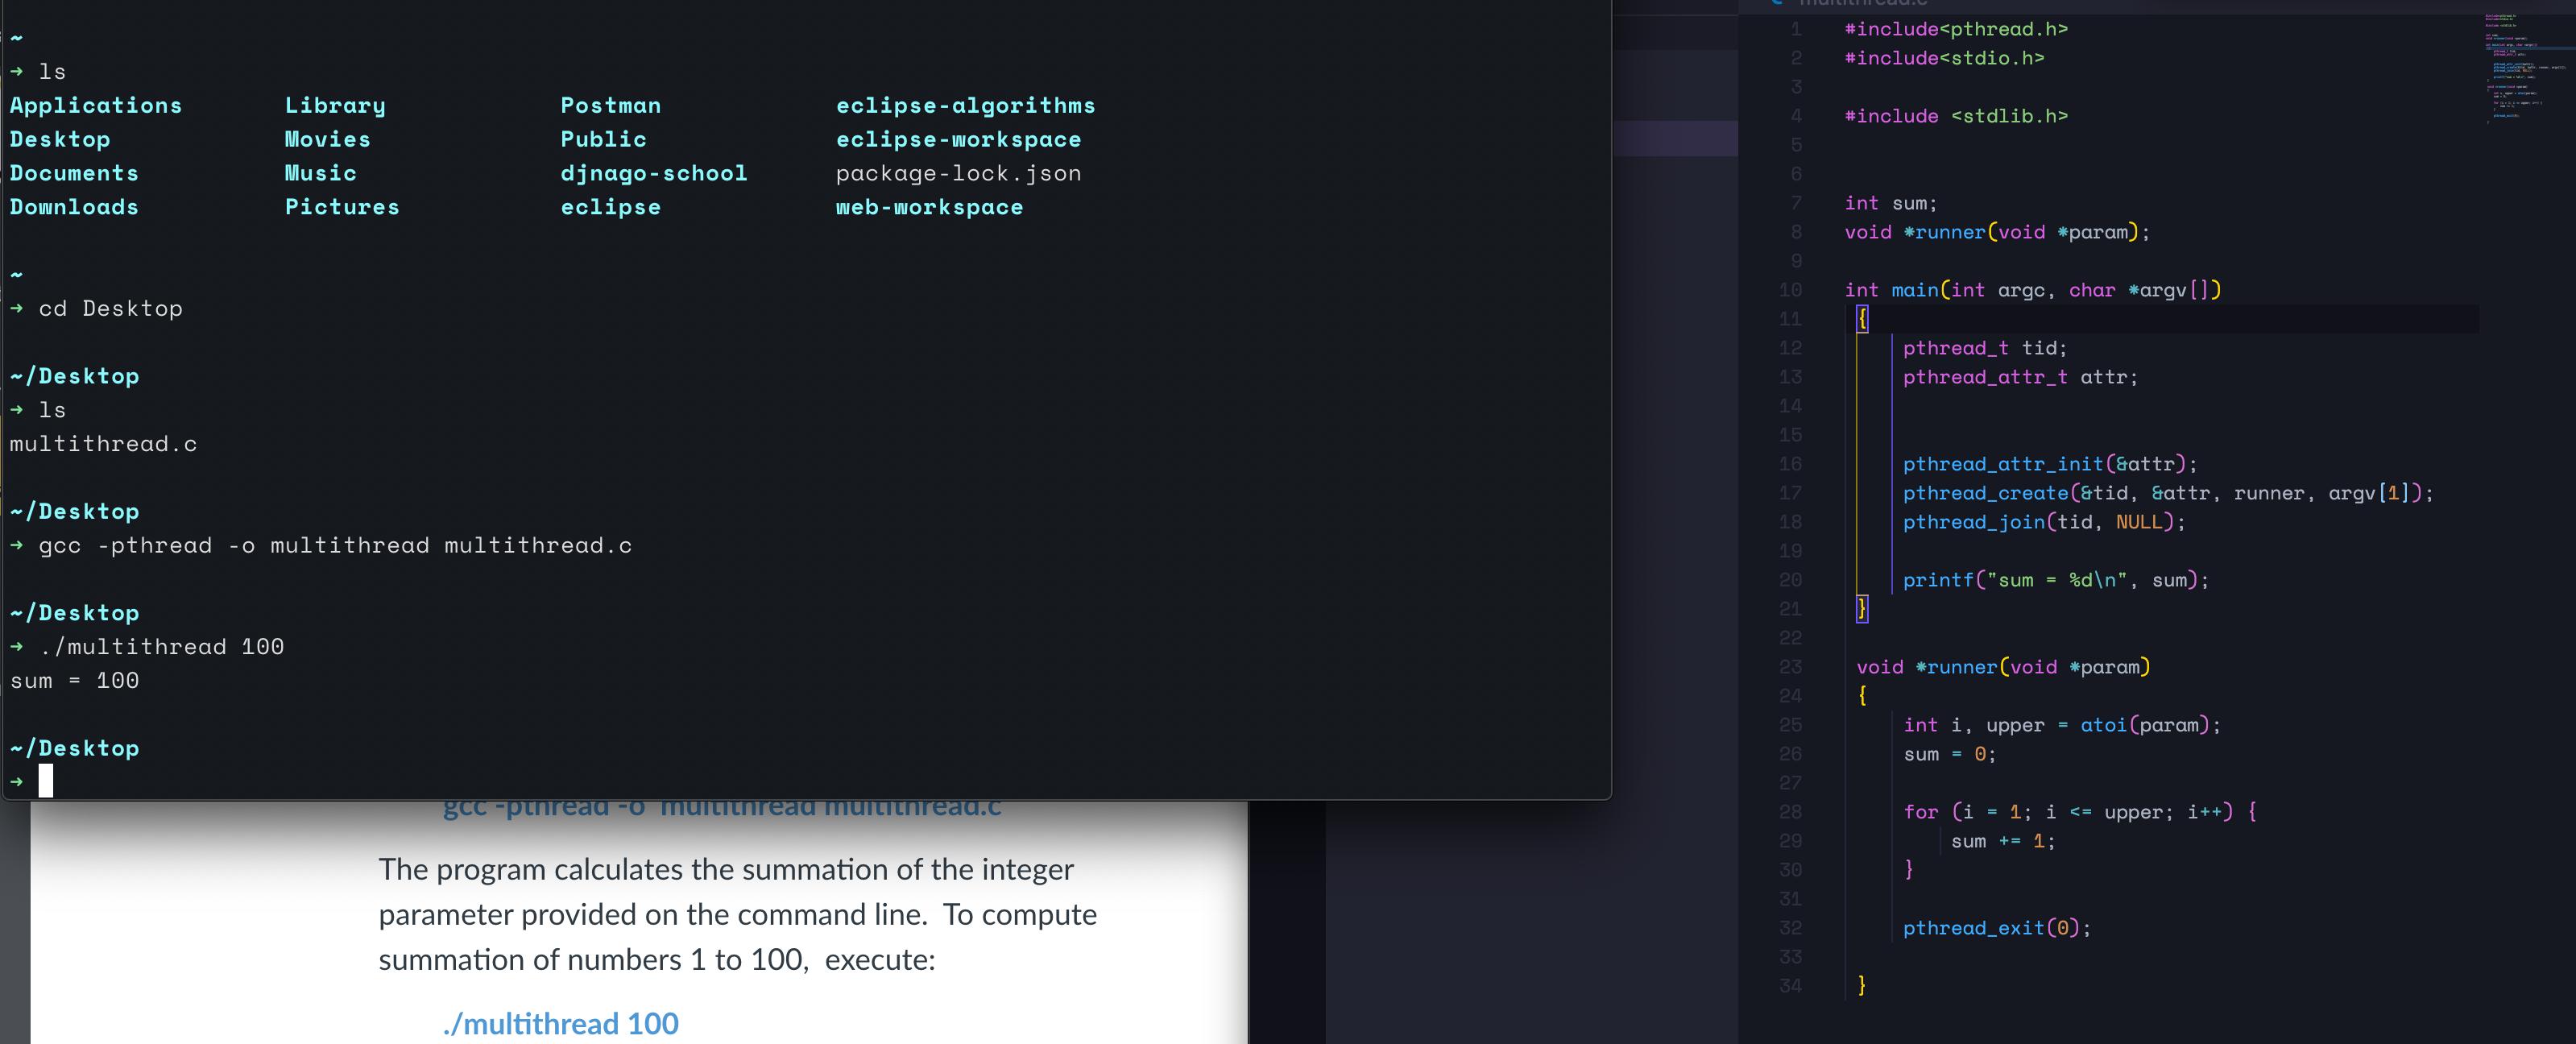 ~
→ ls
Applications Library Postman eclipse-algorithms
Desktop Movies Public eclipse-workspace
Documents Music djnago-school package-lock.json
Downloads Pictures eclipse web-workspace
~
→ cd Desktop
~/Desktop
→ ls
multithread.c
~/Desktop
→ gcc -pthread -o multithread multithread.c
~/Desktop
→ ./multithread 100
sum = 100
~/Desktop
→
gcc -pthread -o multithread multithread.c
The program calculates the summation of the integer
parameter provided on the command line. To compute
summation of numbers 1 to 100, execute:
./multithread 100
multithread.c
1 #include<pthread.h>
2 #include<stdio.h>
3
4 #include <stdlib.h>
5
6
7 int sum;
8 void *runner(void *param);
9
10 int main(int argc, char *argv[])
11 {
12 pthread_t tid;
13 pthread_attr_t attr;
14
15
16 pthread_attr_init(&attr);
17 pthread_create(&tid, &attr, runner, argv[1]);
18 pthread_join(tid, NULL);
19
20 printf("sum = %d\n", sum);
21 }
22
23 void *runner(void *param)
24 {
25 int i, upper = atoi(param);
26 sum = 0;
27
28 for (i = 1; i <= upper; i++) {
29 sum += 1;
30 }
31
32 pthread_exit(0);
33
34 }